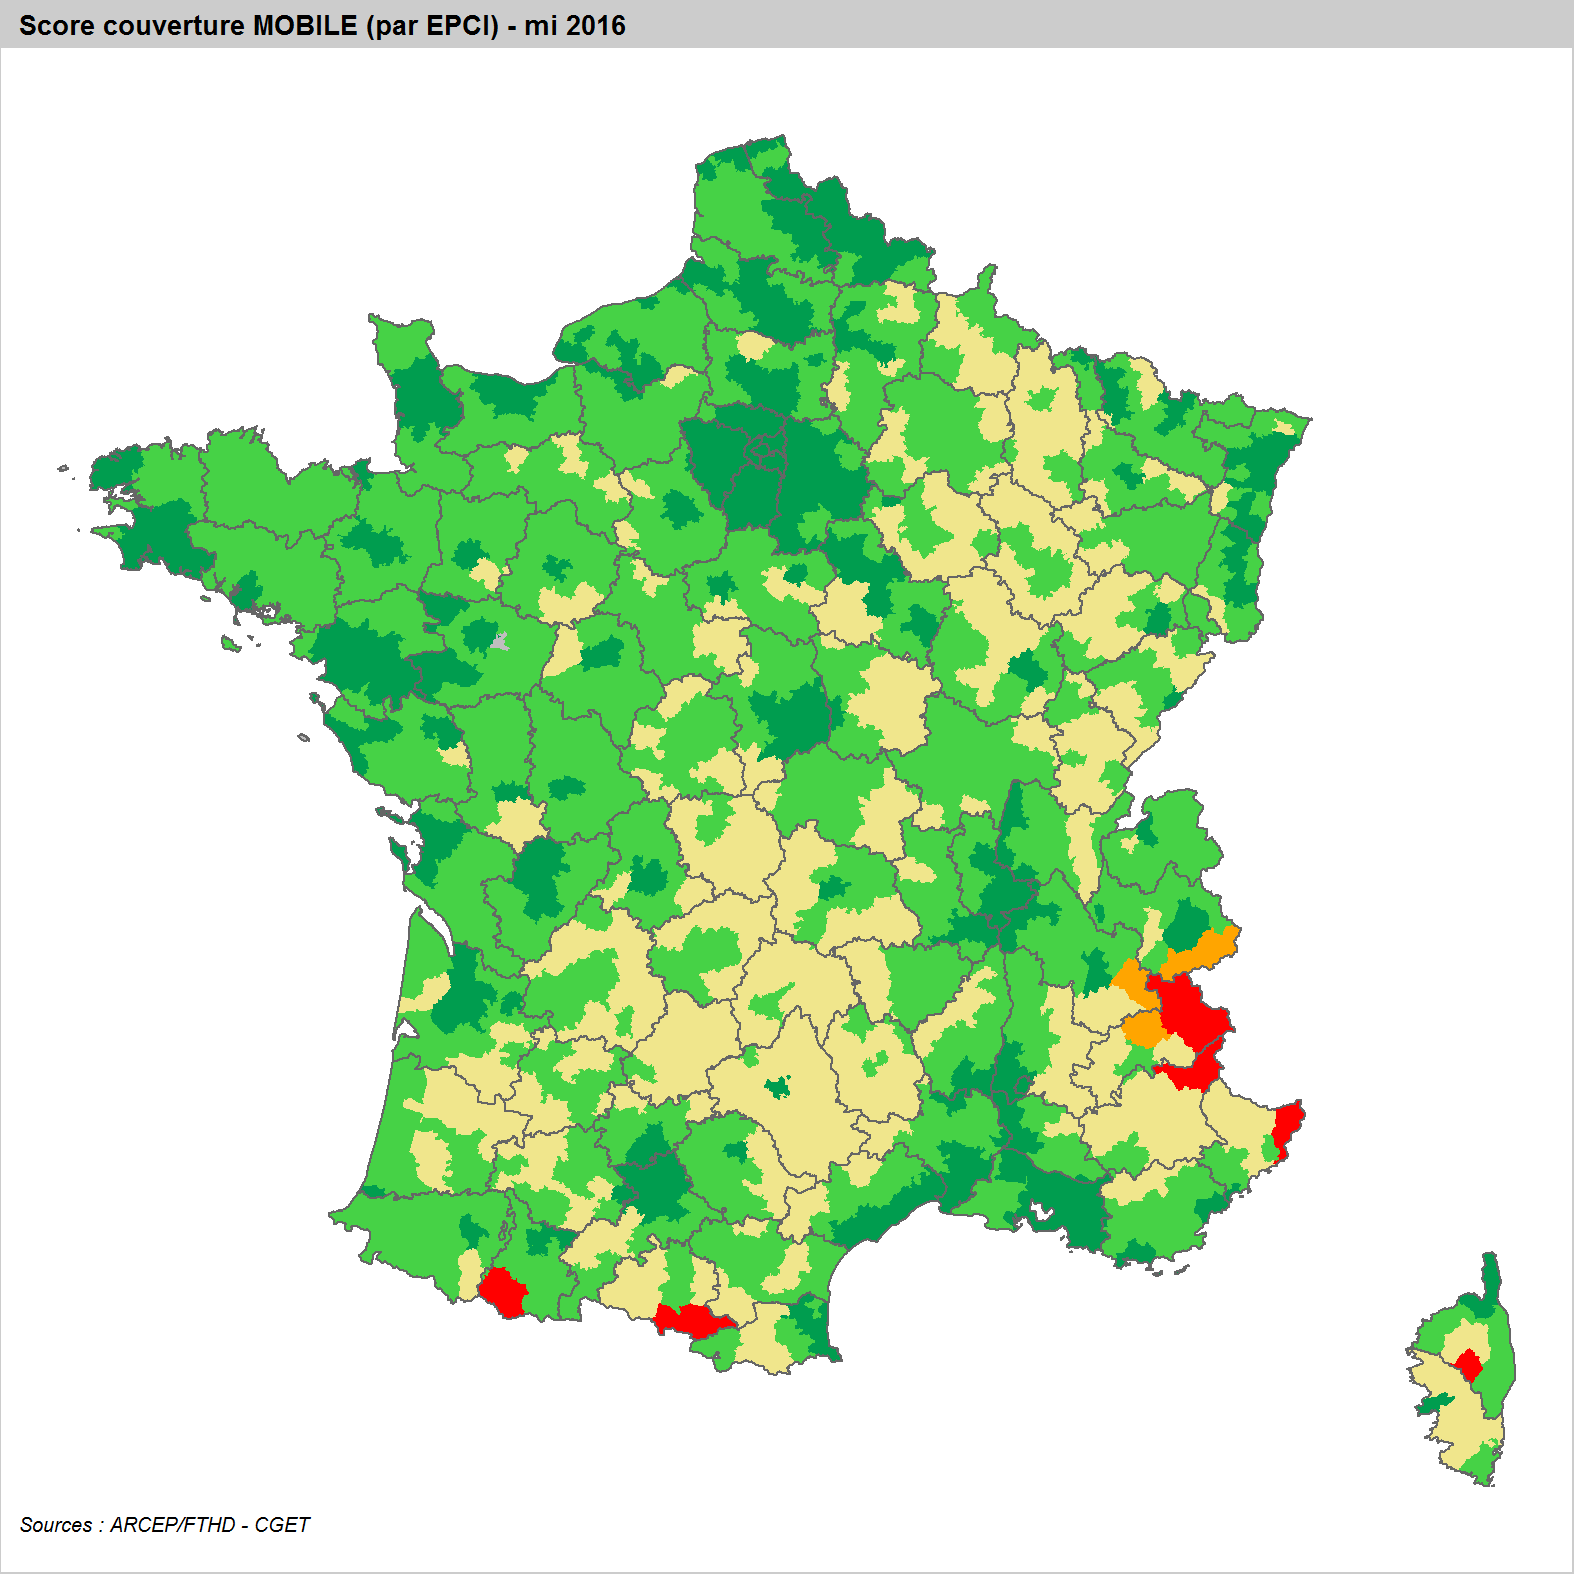 Score couverture MOBILE (par EPCI) - mi 2016
Sources : ARCEP/FTHD - CGET